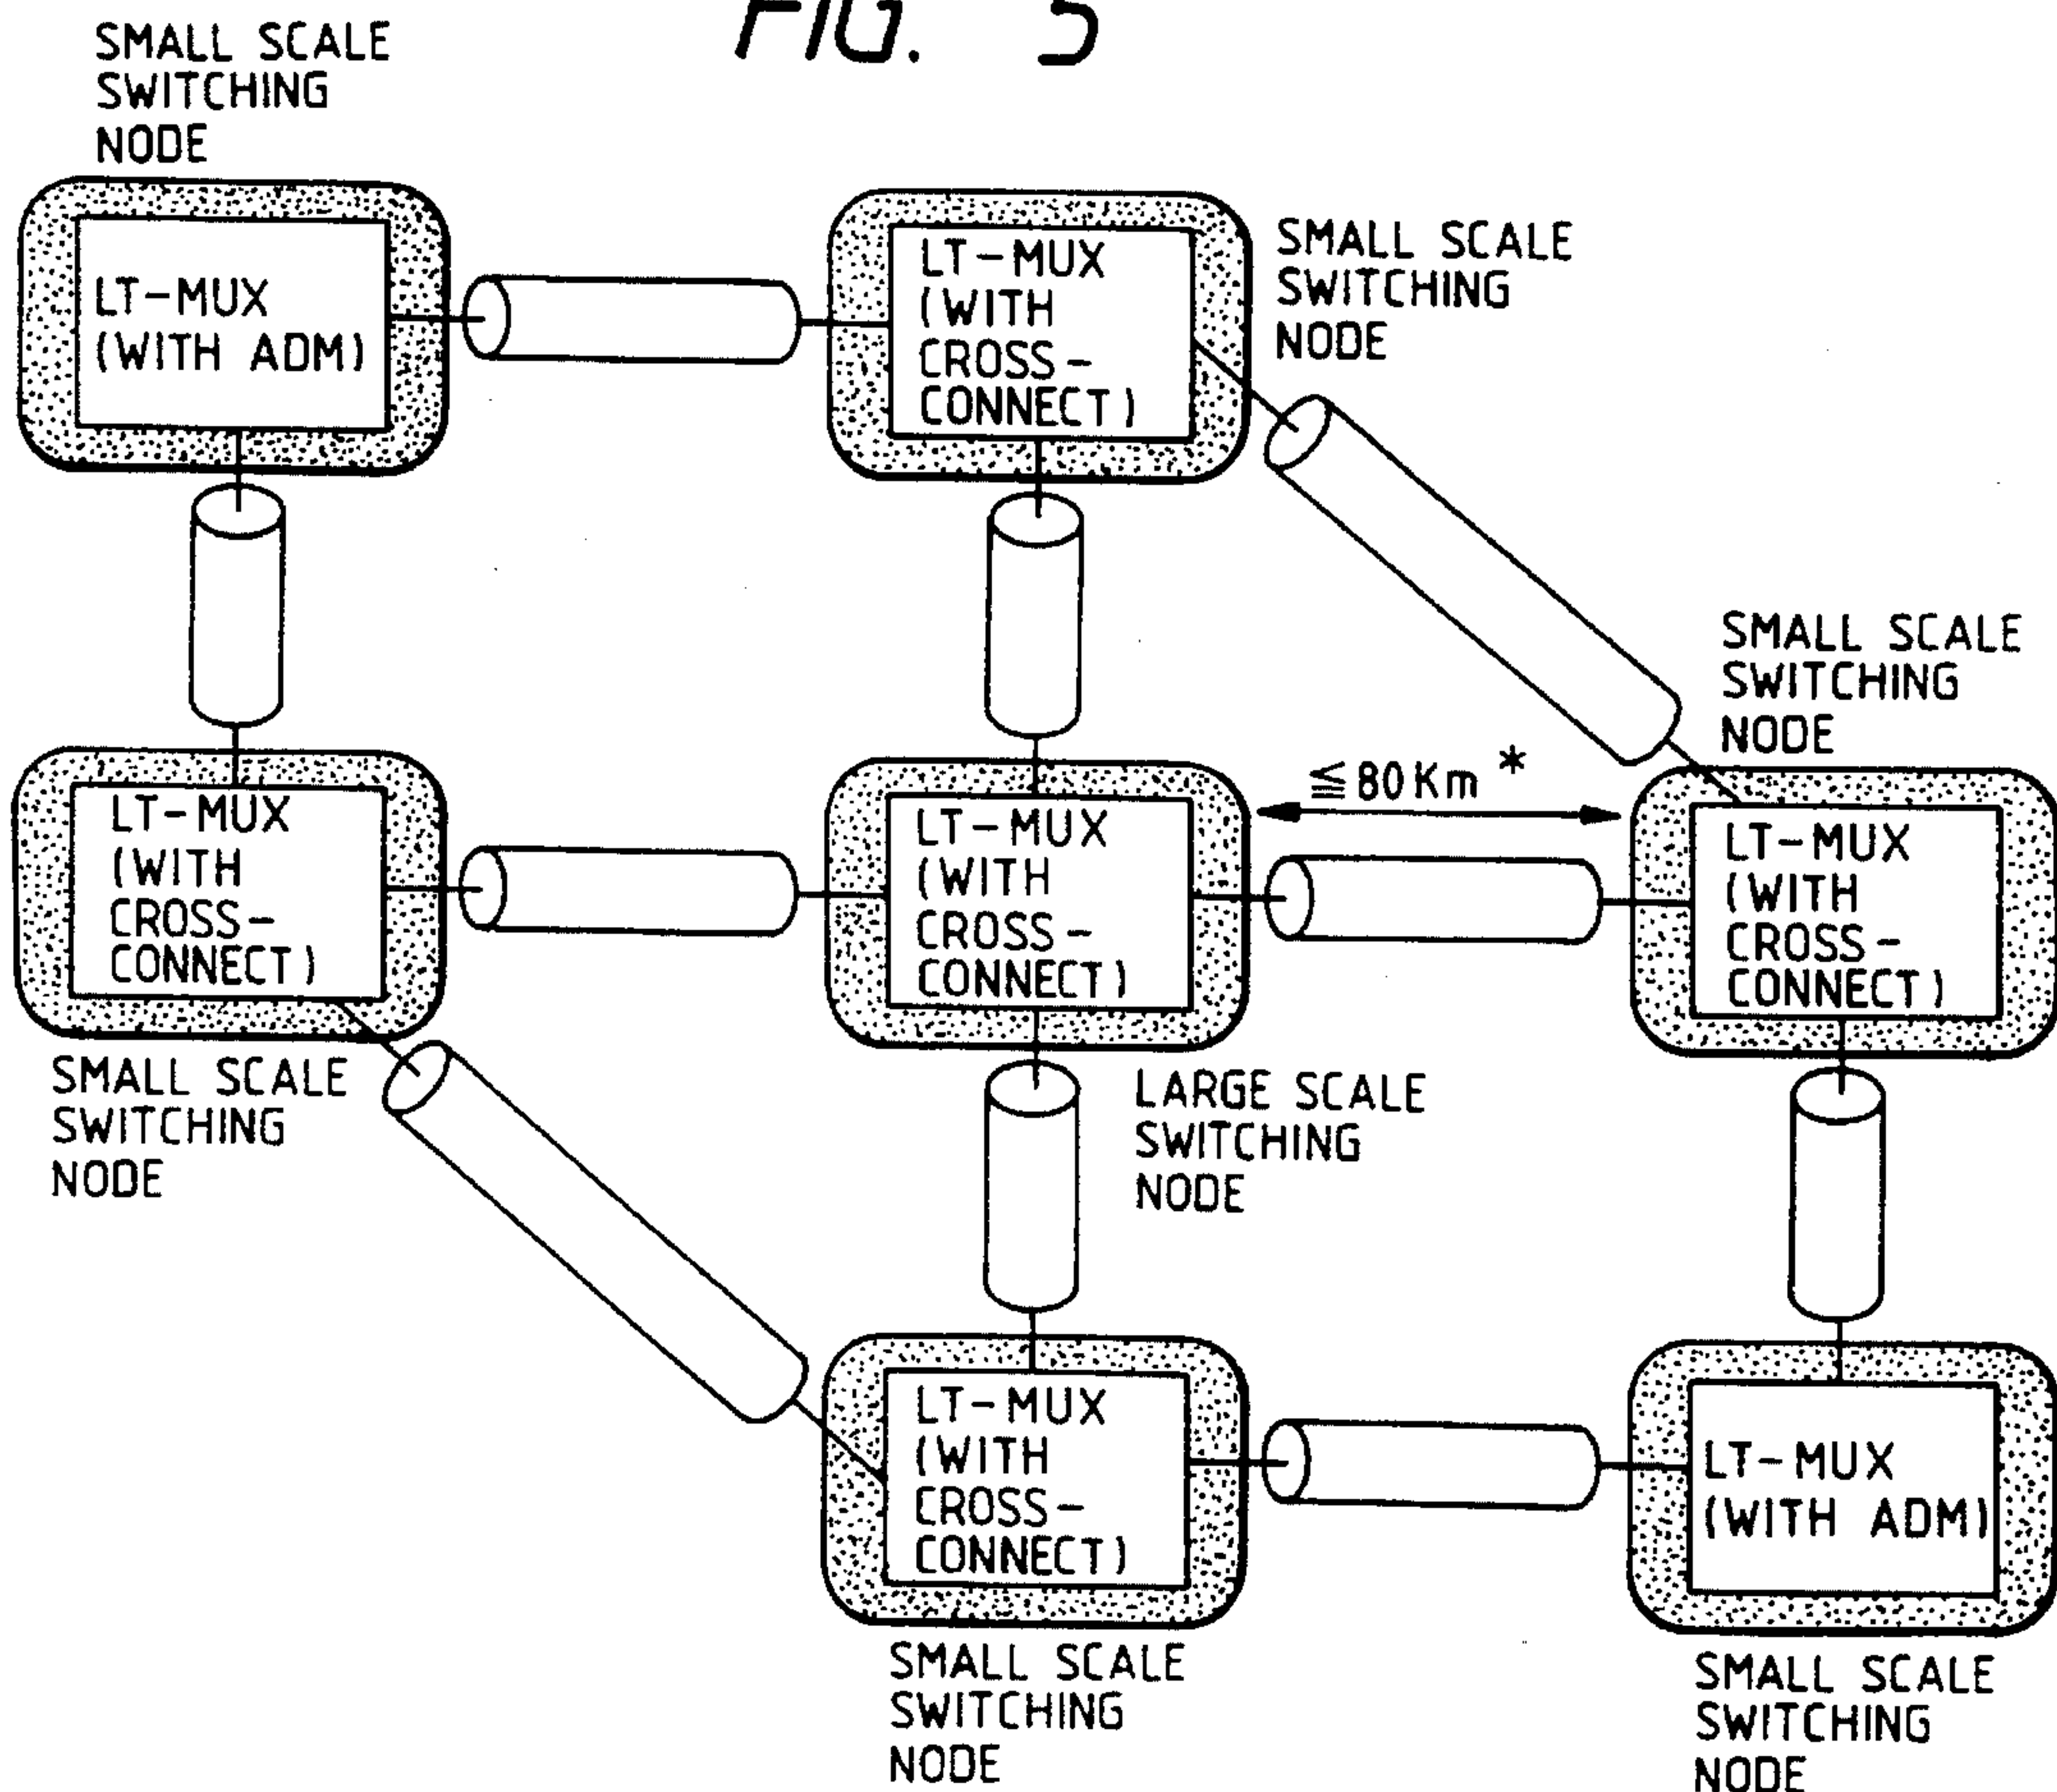 FIG. 5
SMALL SCALE
SWITCHING
NODE
LT-MUX
(WITH ADM)
LT-MUX
(WITH
CROSS-
CONNECT)
SMALL SCALE
SWITCHING
NODE
SMALL SCALE
SWITCHING
NODE
≦80Km *
LT-MUX
(WITH
CROSS-
CONNECT)
LT-MUX
(WITH
CROSS-
CONNECT)
LT-MUX
(WITH
CROSS-
CONNECT)
SMALL SCALE
SWITCHING
NODE
LARGE SCALE
SWITCHING
NODE
LT-MUX
(WITH
CROSS-
CONNECT)
LT-MUX
(WITH ADM)
SMALL SCALE
SWITCHING
NODE
SMALL SCALE
SWITCHING
NODE